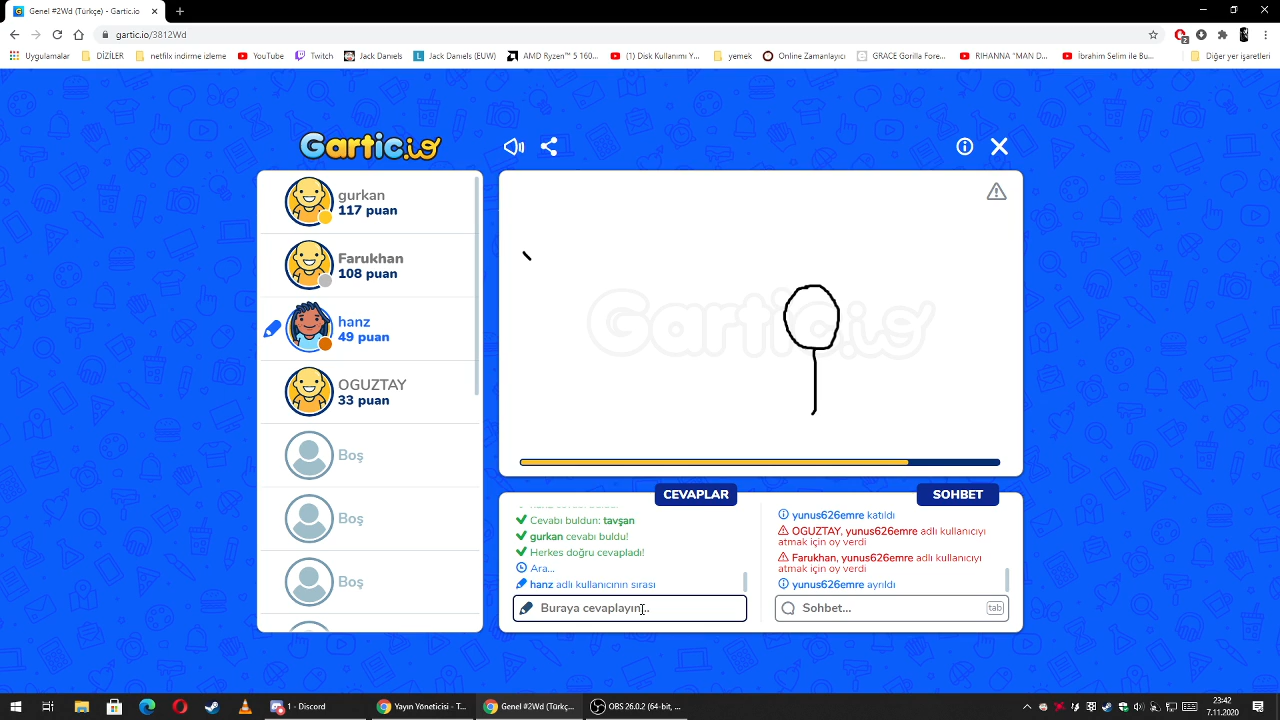 Genel #2Wd (Türkçe) - Gartic.io
gartic.io/3812Wd
Uygulamalar DİZİLER netflix indirme izleme YouTube Twitch Jack Daniels Jack Daniels (EUW) AMD Ryzen™ 5 160... (1) Disk Kullanımı Y... yemek Online Zamanlayıcı GRACE Gorilla Fore... RIHANNA "MAN D... İbrahim Selim ile Bu... Diğer yer işaretleri
Gartic.io
gurkan
117 puan
Farukhan
108 puan
hanz
49 puan
OGUZTAY
33 puan
Boş
Boş
Boş
Gartic.io
CEVAPLAR
Cevabı buldun: tavşan
gurkan cevabı buldu!
Herkes doğru cevapladı!
Ara...
hanz adlı kullanıcının sırası
Buraya cevaplayın...
SOHBET
yunus626emre katıldı
OGUZTAY, yunus626emre adlı kullanıcıyı
atmak için oy verdi
Farukhan, yunus626emre adlı kullanıcıyı
atmak için oy verdi
yunus626emre ayrıldı
Sohbet... tab
1 - Discord Yayın Yöneticisi - T... Genel #2Wd (Türkç... OBS 26.0.2 (64-bit, ...
23:42
7.11.2020